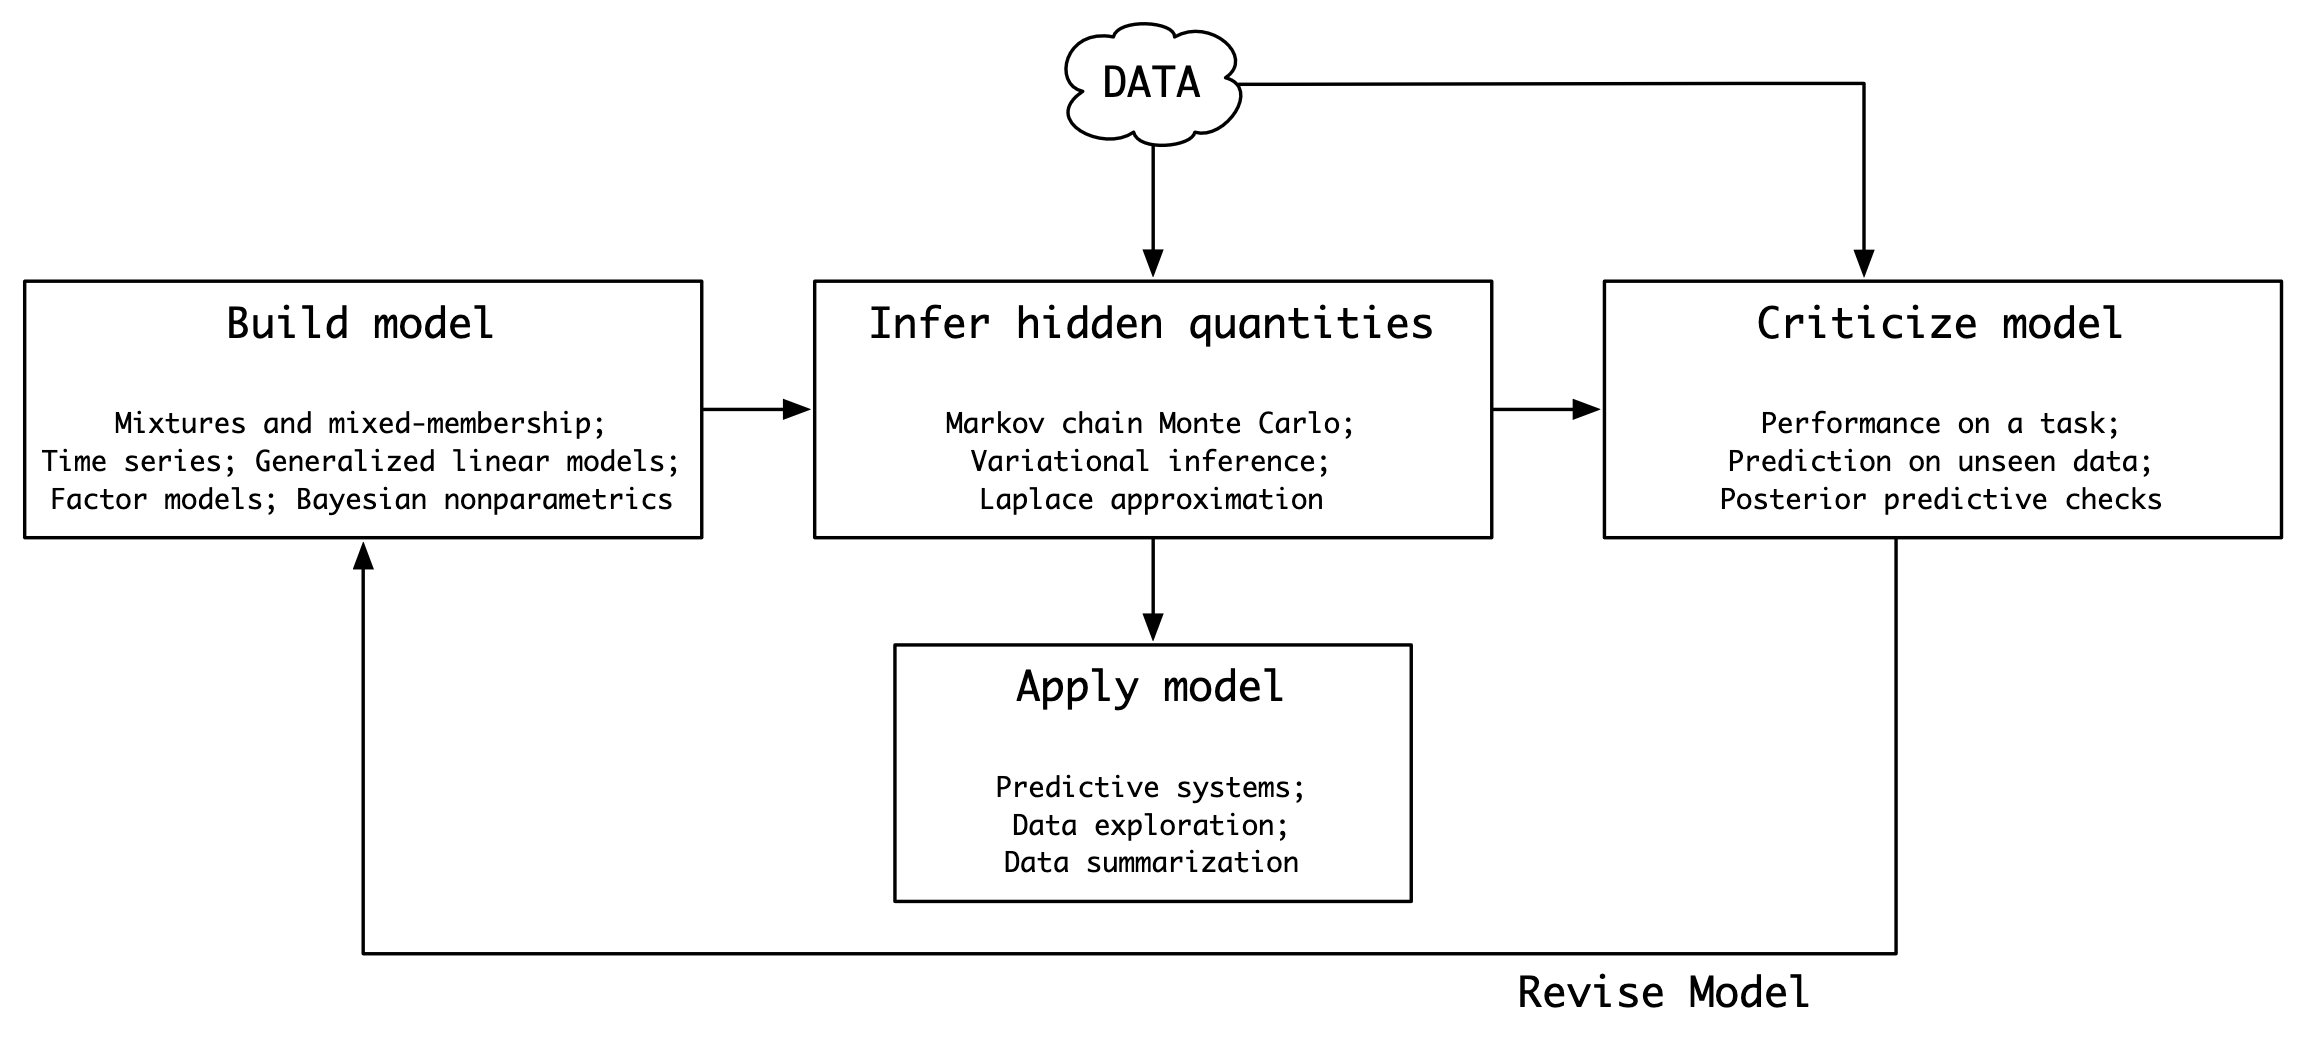 DATA
Build model
Mixtures and mixed-membership;
Time series; Generalized linear models;
Factor models; Bayesian nonparametrics
Infer hidden quantities
Markov chain Monte Carlo;
Variational inference;
Laplace approximation
Criticize model
Performance on a task;
Prediction on unseen data;
Posterior predictive checks
Apply model
Predictive systems;
Data exploration;
Data summarization
Revise Model